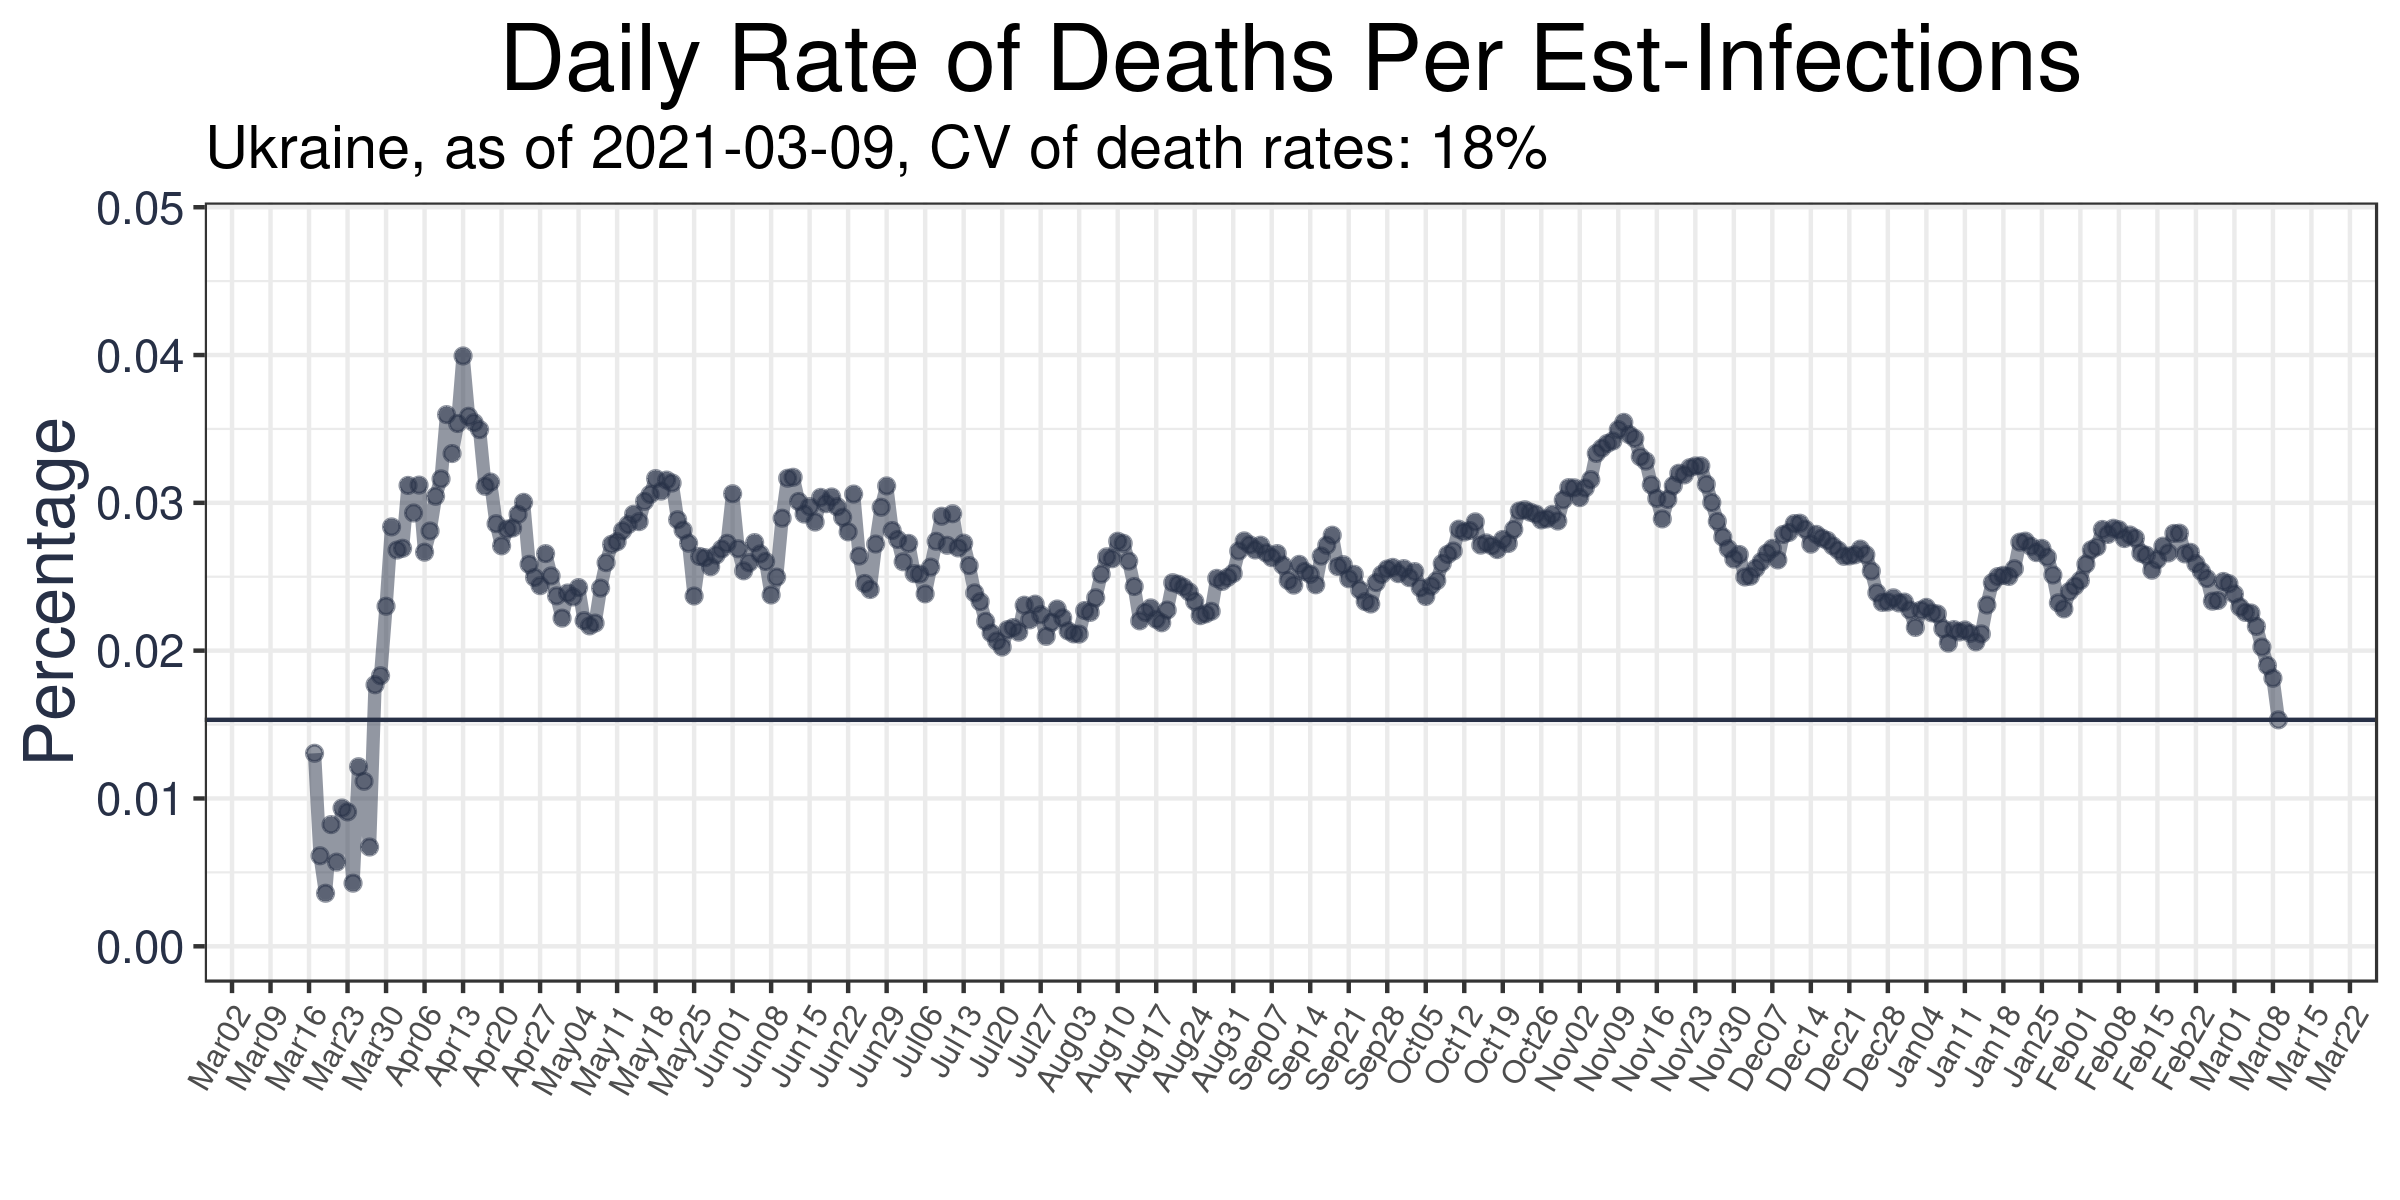 Daily Rate of Deaths Per Est-Infections
Ukraine, as of 2021-03-09, CV of death rates: 18%
Percentage
0.05
0.04
0.03
0.02
0.01
0.00
Mar02
Mar09
Mar16
Mar23
Mar30
Apr06
Apr13
Apr20
Apr27
May04
May11
May18
May25
Jun01
Jun08
Jun15
Jun22
Jun29
Jul06
Jul13
Jul20
Jul27
Aug03
Aug10
Aug17
Aug24
Aug31
Sep07
Sep14
Sep21
Sep28
Oct05
Oct12
Oct19
Oct26
Nov02
Nov09
Nov16
Nov23
Nov30
Dec07
Dec14
Dec21
Dec28
Jan04
Jan11
Jan18
Jan25
Feb01
Feb08
Feb15
Feb22
Mar01
Mar08
Mar15
Mar22